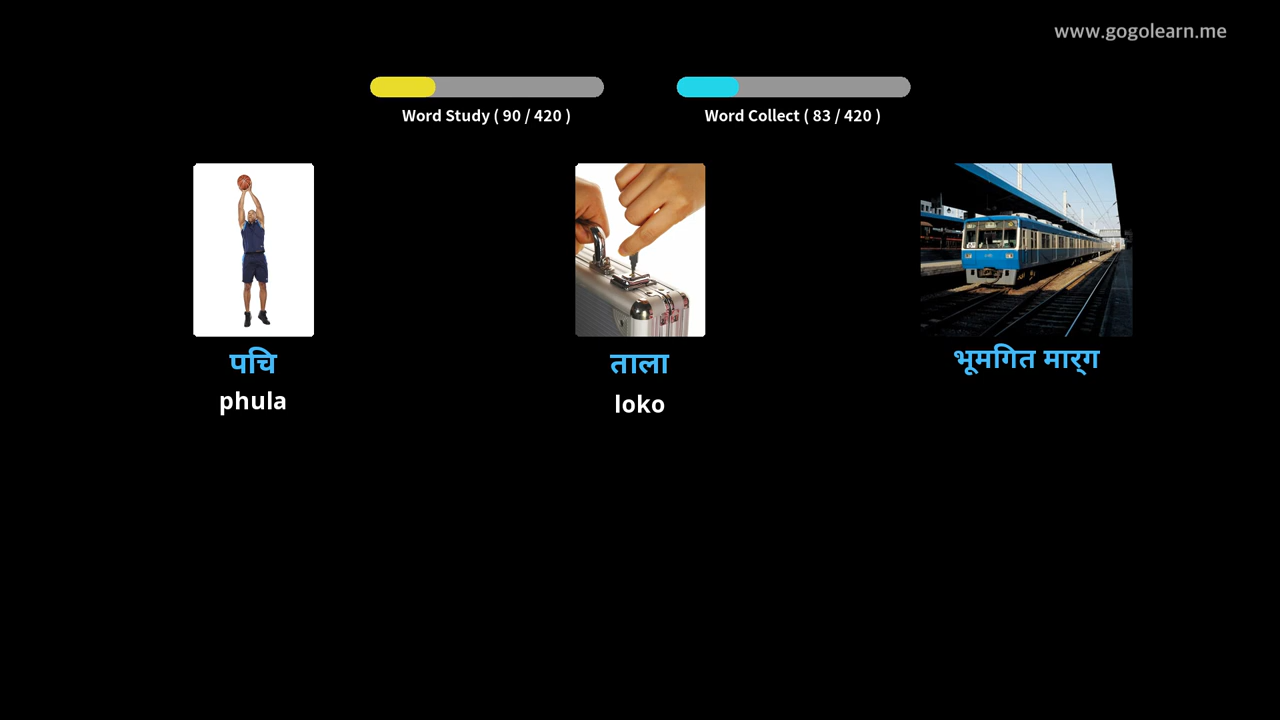 www.gogolearn.me
Word Study ( 90 / 420 )
Word Collect ( 83 / 420 )
पचि
ताला
भूमगित मार्‌ग
phula
loko